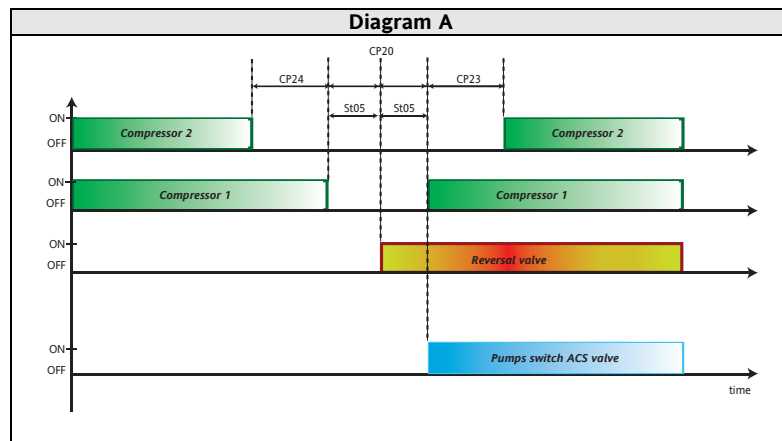 Diagram A
CP20
CP24
CP23
St05
St05
ON
OFF
Compressor 2
Compressor 2
ON
OFF
Compressor 1
Compressor 1
ON
OFF
Reversal valve
ON
OFF
Pumps switch ACS valve
time